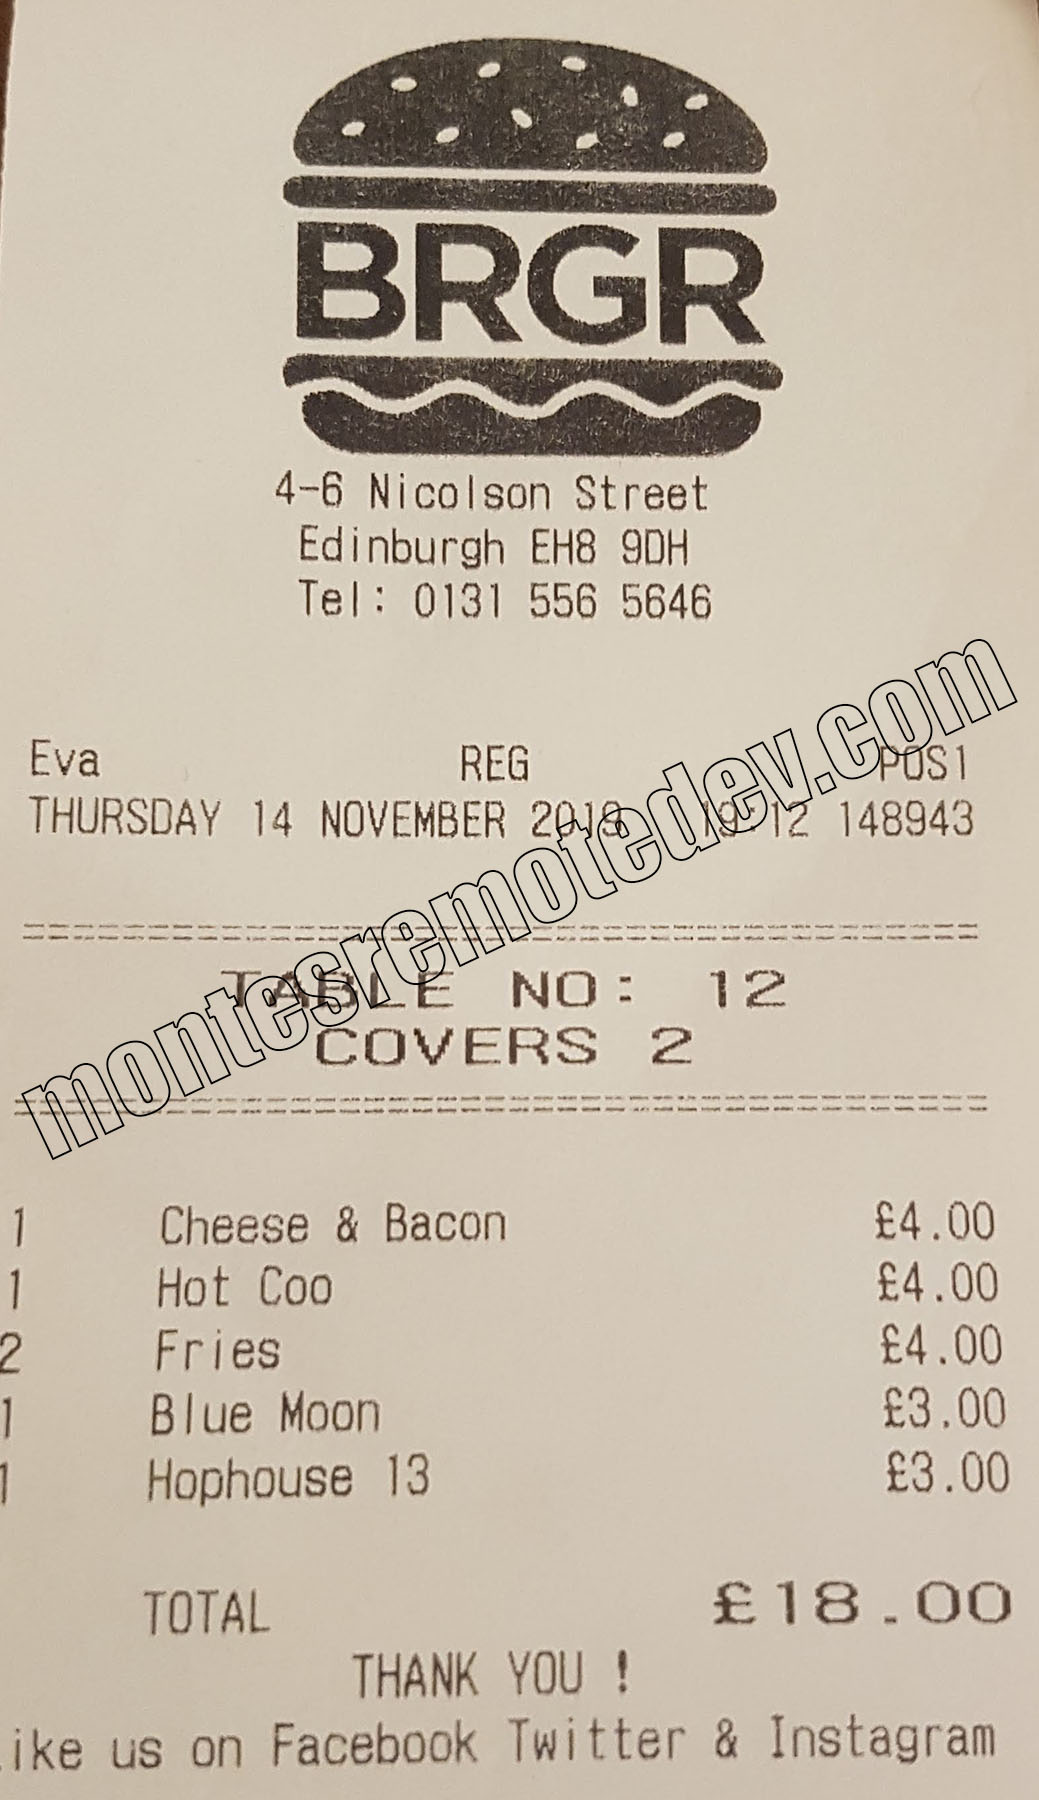 BRGR
4-6 Nicolson Street
Edinburgh EH8 9DH
Tel: 0131 556 5646
Eva REG POS1
THURSDAY 14 NOVEMBER 2019 19:12 148943
montesremotedev.com
TABLE NO: 12
COVERS 2
1 Cheese & Bacon £4.00
1 Hot Coo £4.00
2 Fries £4.00
1 Blue Moon £3.00
1 Hophouse 13 £3.00
TOTAL £18.00
THANK YOU !
ike us on Facebook Twitter & Instagram